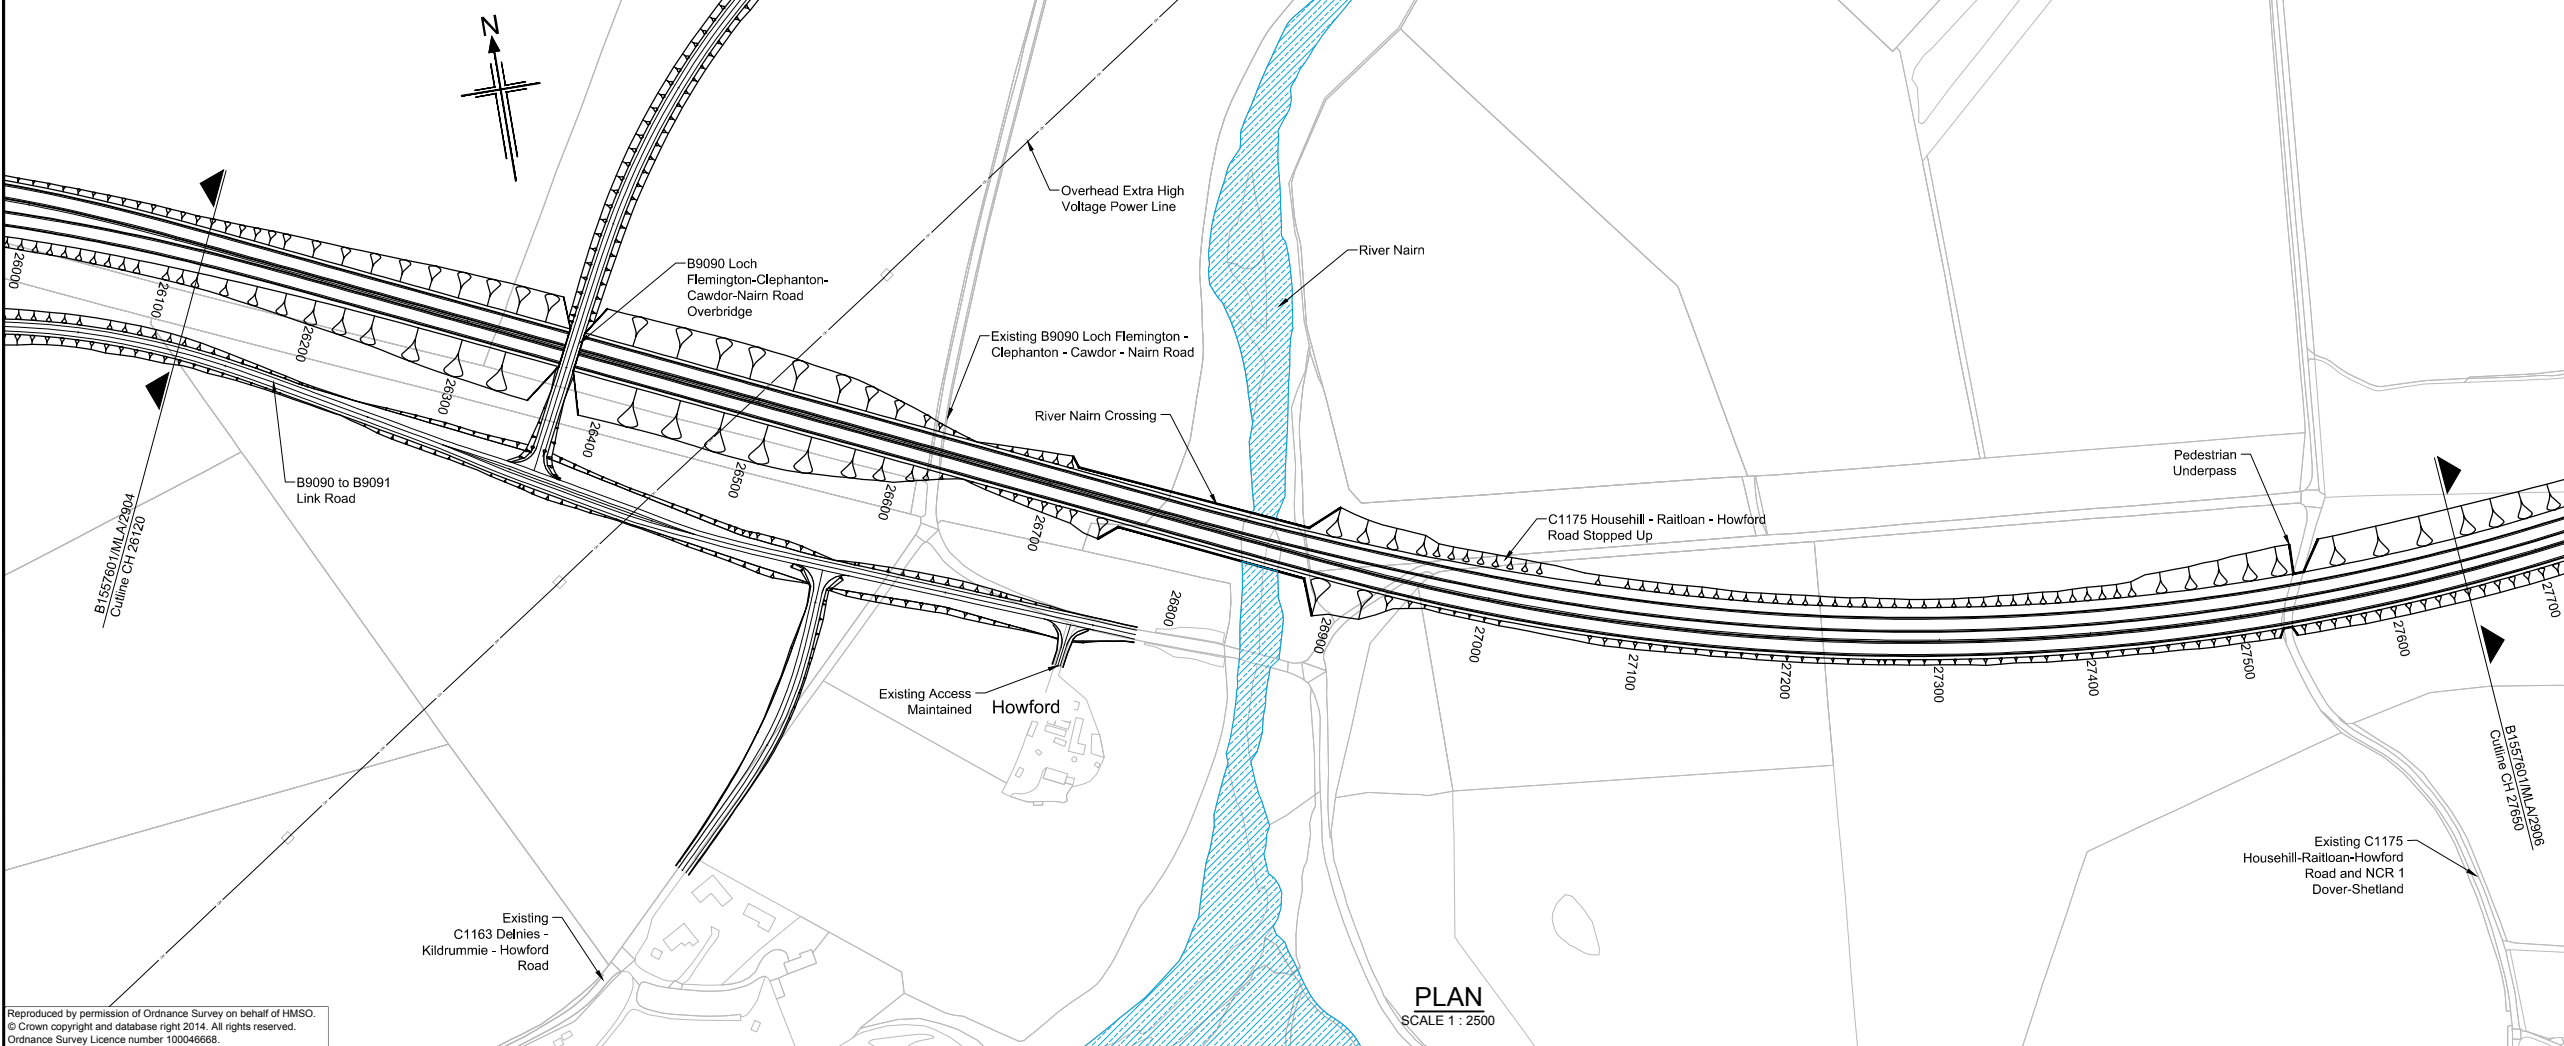 N
Overhead Extra High
Voltage Power Line
River Nairn
B9090 Loch
Flemington-Clephanton-
Cawdor-Nairn Road
Overbridge
Existing B9090 Loch Flemington -
Clephanton - Cawdor - Nairn Road
River Nairn Crossing
Pedestrian
Underpass
C1175 Househill - Raitloan - Howford
Road Stopped Up
B9090 to B9091
Link Road
B1557601/MLA/2904
Cutline CH 26120
26000
26100
26200
26300
26400
26500
26600
26700
26800
26900
27000
27100
27200
27300
27400
27500
27600
27700
B1557601/MLA/2906
Cutline CH 27650
Existing Access
Maintained
Howford
Existing C1175
Househill-Raitloan-Howford
Road and NCR 1
Dover-Shetland
Existing
C1163 Delnies -
Kildrummie - Howford
Road
PLAN
SCALE 1 : 2500
Reproduced by permission of Ordnance Survey on behalf of HMSO.
© Crown copyright and database right 2014. All rights reserved.
Ordnance Survey Licence number 100046668.